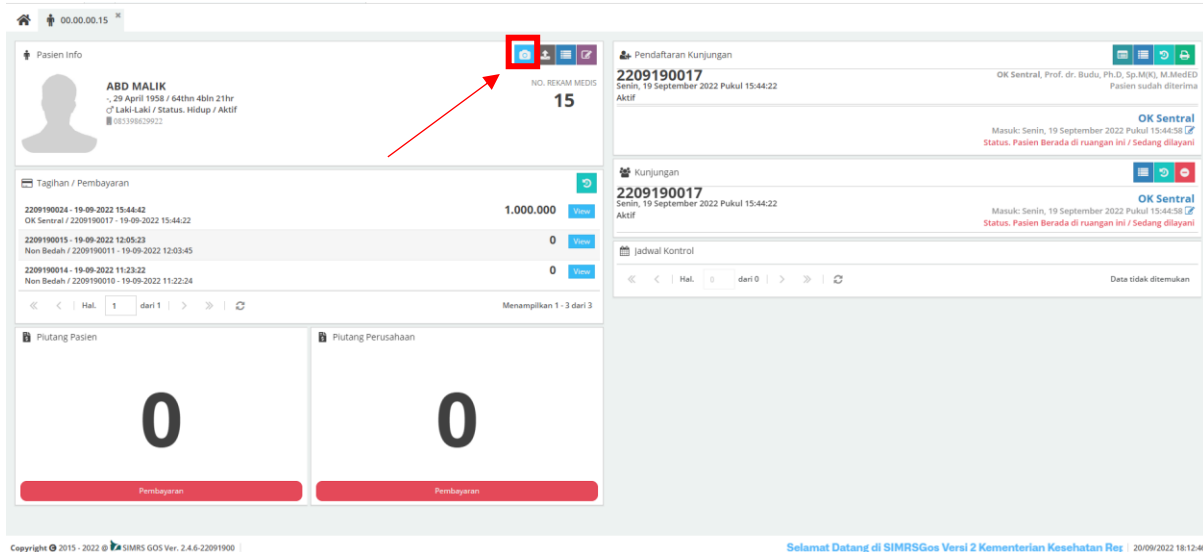 00.00.00.15
Pasien Info
ABD MALIK
-, 29 April 1958 / 64thn 4bln 21hr
Laki-Laki / Status. Hidup / Aktif
083398629922
NO. REKAM MEDIS
15
Tagihan / Pembayaran
2209190024 - 19-09-2022 15:44:42
OK Sentral / 2209190017 - 19-09-2022 15:44:22
1.000.000 View
2209190015 - 19-09-2022 12:05:23
Non Bedah / 2209190011 - 19-09-2022 12:03:45
0 View
2209190014 - 19-09-2022 11:23:22
Non Bedah / 2209190010 - 19-09-2022 11:22:24
0 View
Hal. 1 dari 1
Menampilkan 1 - 3 dari 3
Piutang Pasien
0
Pembayaran
Piutang Perusahaan
0
Pembayaran
Pendaftaran Kunjungan
2209190017
Senin, 19 September 2022 Pukul 15:44:22
Aktif
OK Sentral, Prof. dr. Budu, Ph.D, Sp.M(K), M.MedED
Pasien sudah diterima
OK Sentral
Masuk: Senin, 19 September 2022 Pukul 15:44:58
Status. Pasien Berada di ruangan ini / Sedang dilayani
Kunjungan
2209190017
Senin, 19 September 2022 Pukul 15:44:22
Aktif
OK Sentral
Masuk: Senin, 19 September 2022 Pukul 15:44:58
Status. Pasien Berada di ruangan ini / Sedang dilayani
Jadwal Kontrol
Hal. 0 dari 0
Data tidak ditemukan
Copyright @ 2015 - 2022 @ SIMRS GOS Ver. 2.4.6-22091900
Selamat Datang di SIMRSGos Versi 2 Kementerian Kesehatan Rep
20/09/2022 18:12:46